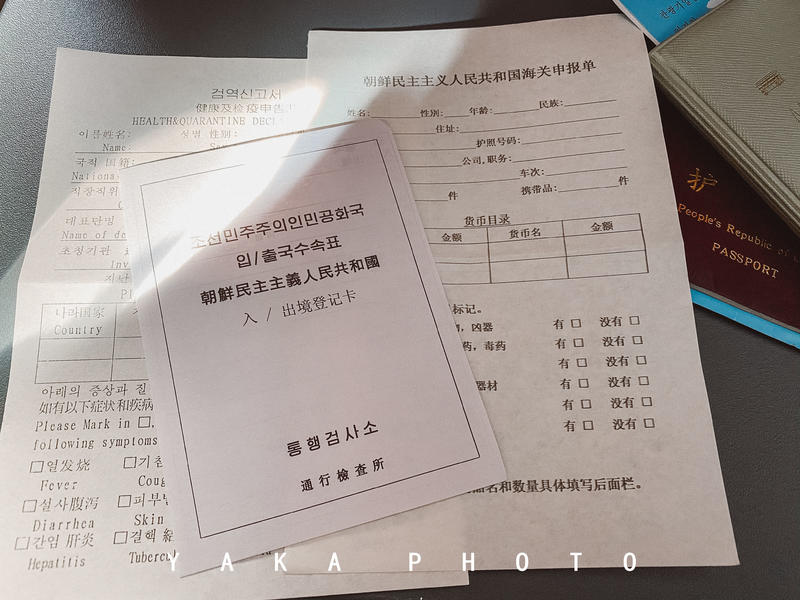 검역신고서
健康及检疫申告
HEALTH&QUARANTINE
이름姓名: 성별 性别:
Name:
국적 国籍:
직장직위
대표단명
Name of
초청기관
나라国家
Country
아래의 증상과 질
如有以下症状和疾病
Please Mark in □,
following symptoms
□열发烧 □기침
Fever
□설사腹泻 □피부
Diarrhea Skin
□간염 肝炎 □결핵
Hepatitis
조선민주주의인민공화국
입/출국수속표
朝鮮民主主義人民共和國
入 / 出境登记卡
통행검사소
通行檢查所
朝鲜民主主义人民共和国海关申报单
姓名: 性别: 年龄: 民族:
住址:
护照号码:
公司,职务:
车次:
件 携带品: 件
货币目录
金额 货币名 金额
标记。
凶器 有 □ 没有 □
药,毒药 有 □ 没有 □
有 □ 没有 □
器材 有 □ 没有 □
有 □ 没有 □
有 □ 没有 □
品名和数量具体填写后面栏。
护
People's Republic of
PASSPORT
YAKA PHOTO